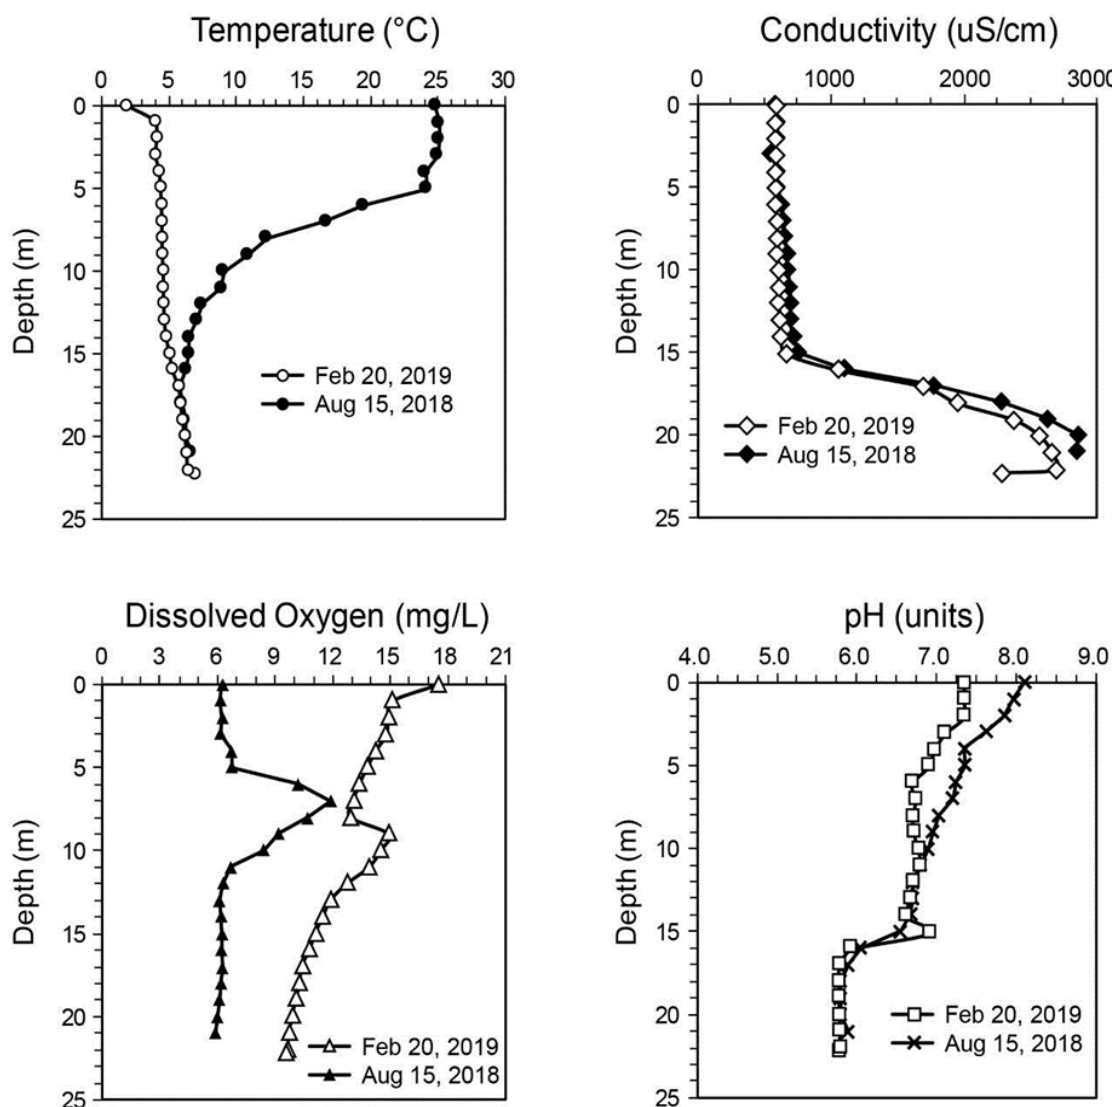 Temperature (°C)
0 5 10 15 20 25 30
0
5
10
15
20
25
Depth (m)
Feb 20, 2019
Aug 15, 2018
Conductivity (uS/cm)
0 1000 2000 3000
0
5
10
15
20
25
Depth (m)
Feb 20, 2019
Aug 15, 2018
Dissolved Oxygen (mg/L)
0 3 6 9 12 15 18 21
0
5
10
15
20
25
Depth (m)
Feb 20, 2019
Aug 15, 2018
pH (units)
4.0 5.0 6.0 7.0 8.0 9.0
0
5
10
15
20
25
Depth (m)
Feb 20, 2019
Aug 15, 2018